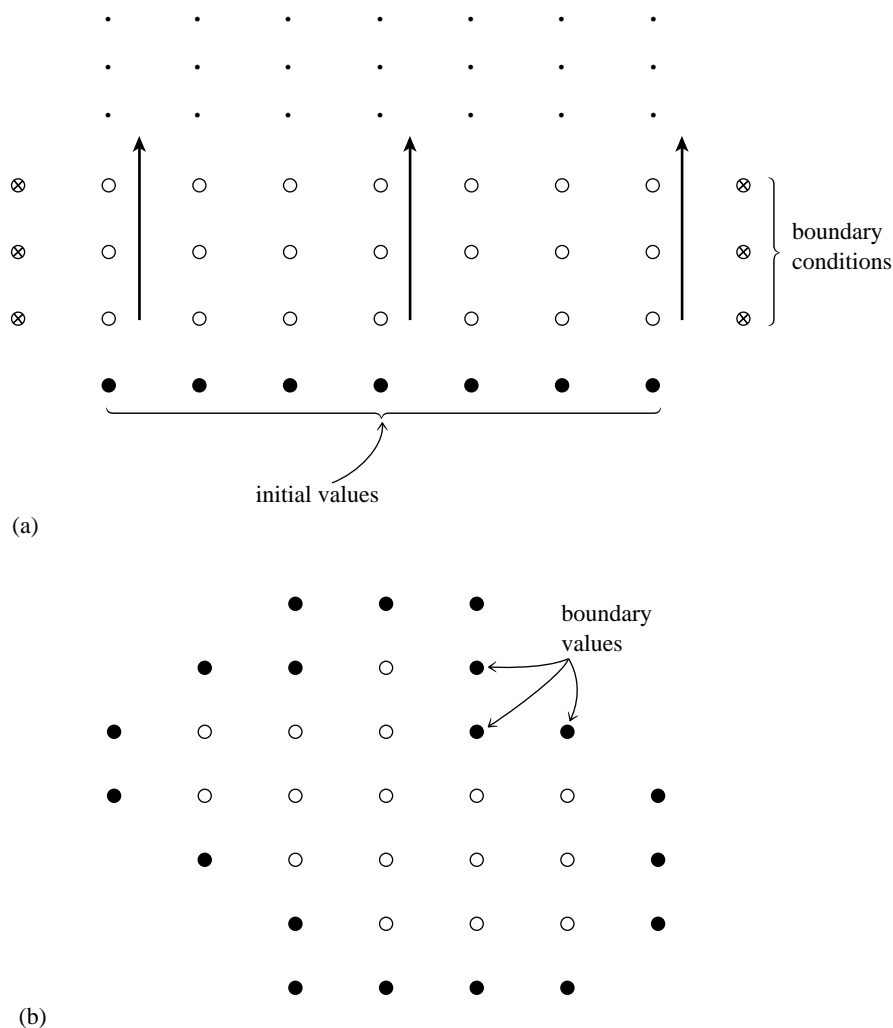 boundary
conditions
initial values
(a)
boundary
values
(b)